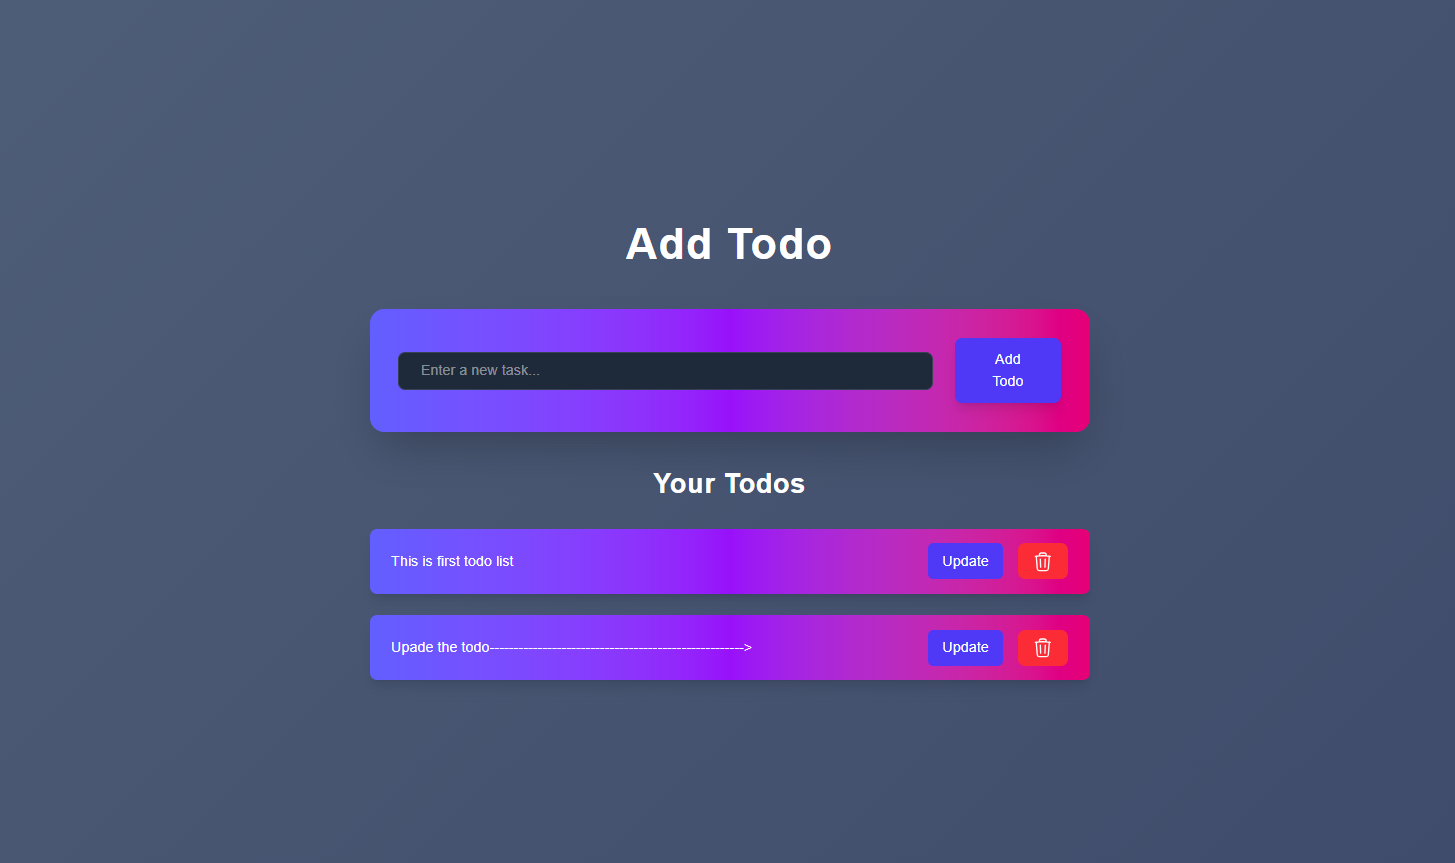 Add Todo
Enter a new task...
Add
Todo
Your Todos
This is first todo list
Update
Upade the todo----------------------------------------------------->
Update